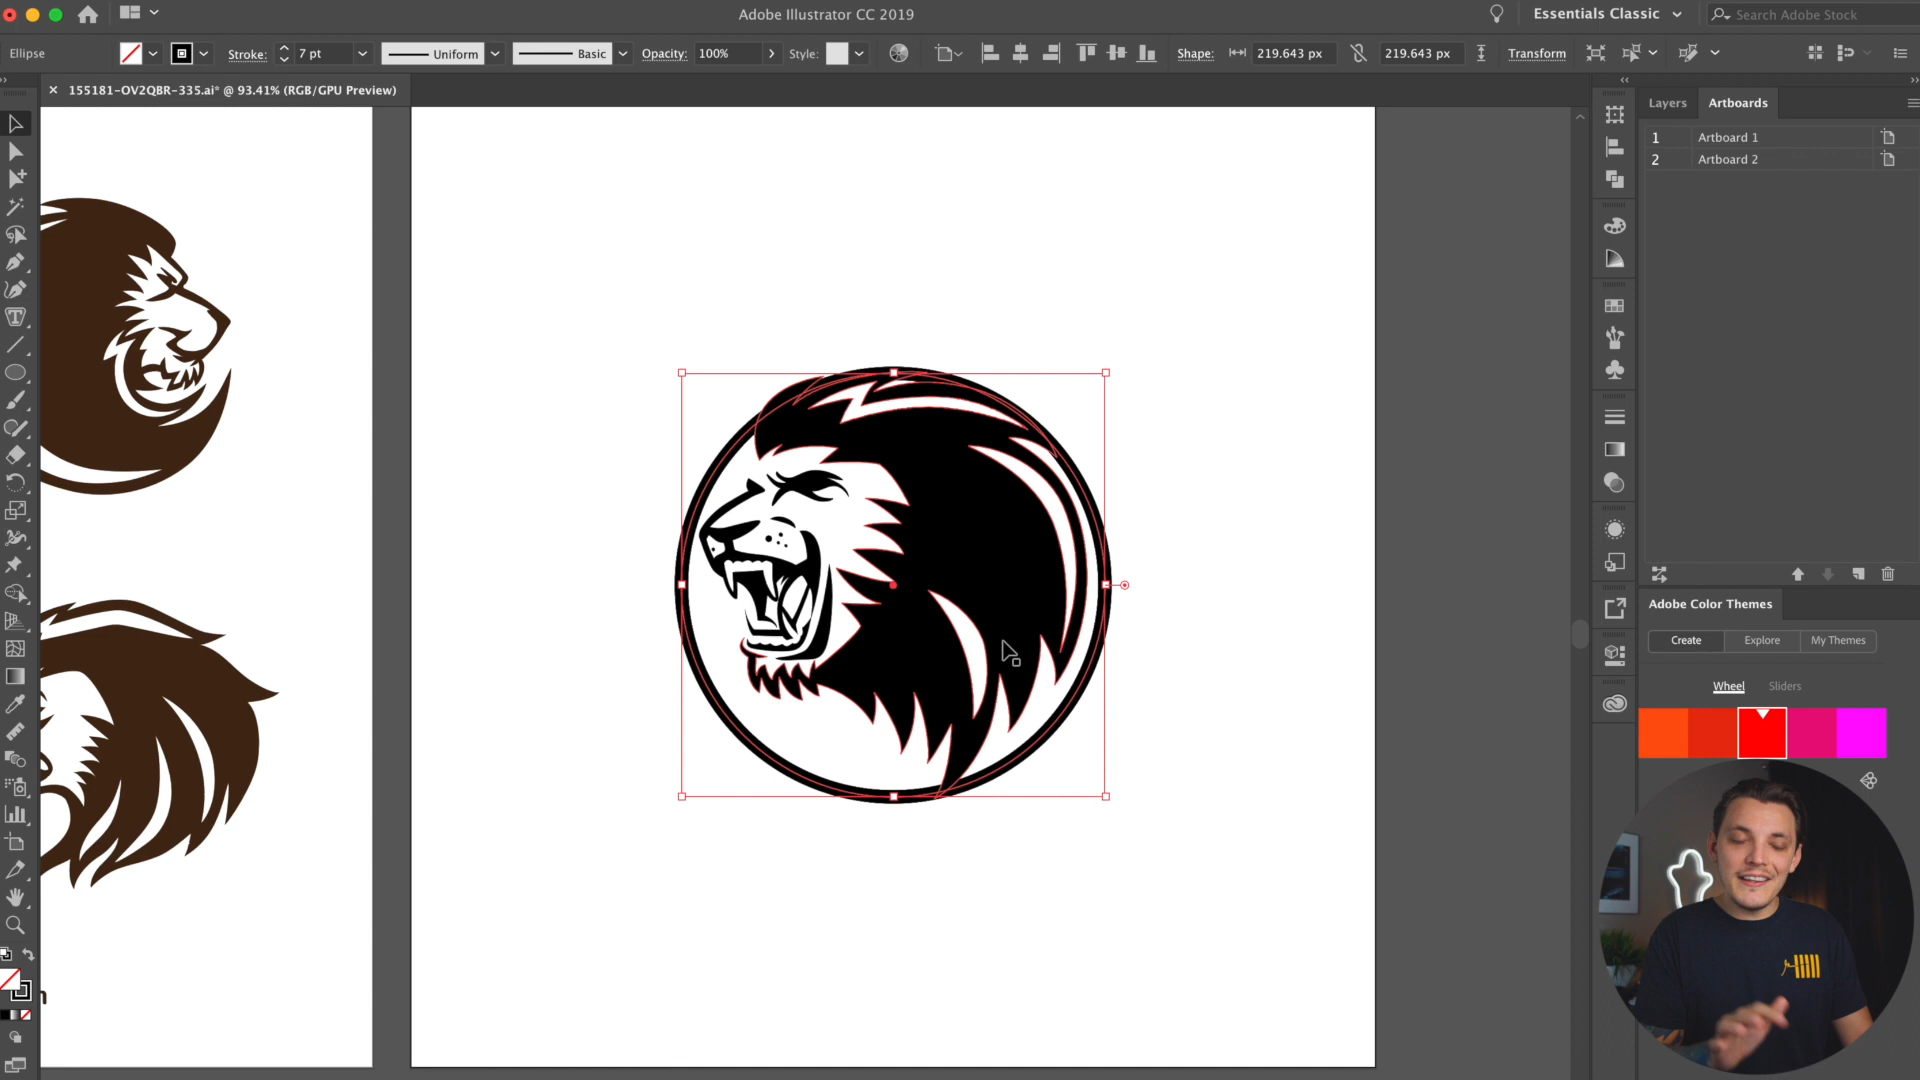 Adobe Illustrator CC 2019
Essentials Classic
Search Adobe Stock
Ellipse
Stroke:
7 pt
Uniform
Basic
Opacity:
100%
Style:
Shape:
219.643 px
219.643 px
Transform
155181-OV2QBR-335.ai* @ 93.41% (RGB/GPU Preview)
Layers
Artboards
1
Artboard 1
2
Artboard 2
Adobe Color Themes
Create
Explore
My Themes
Wheel
Sliders